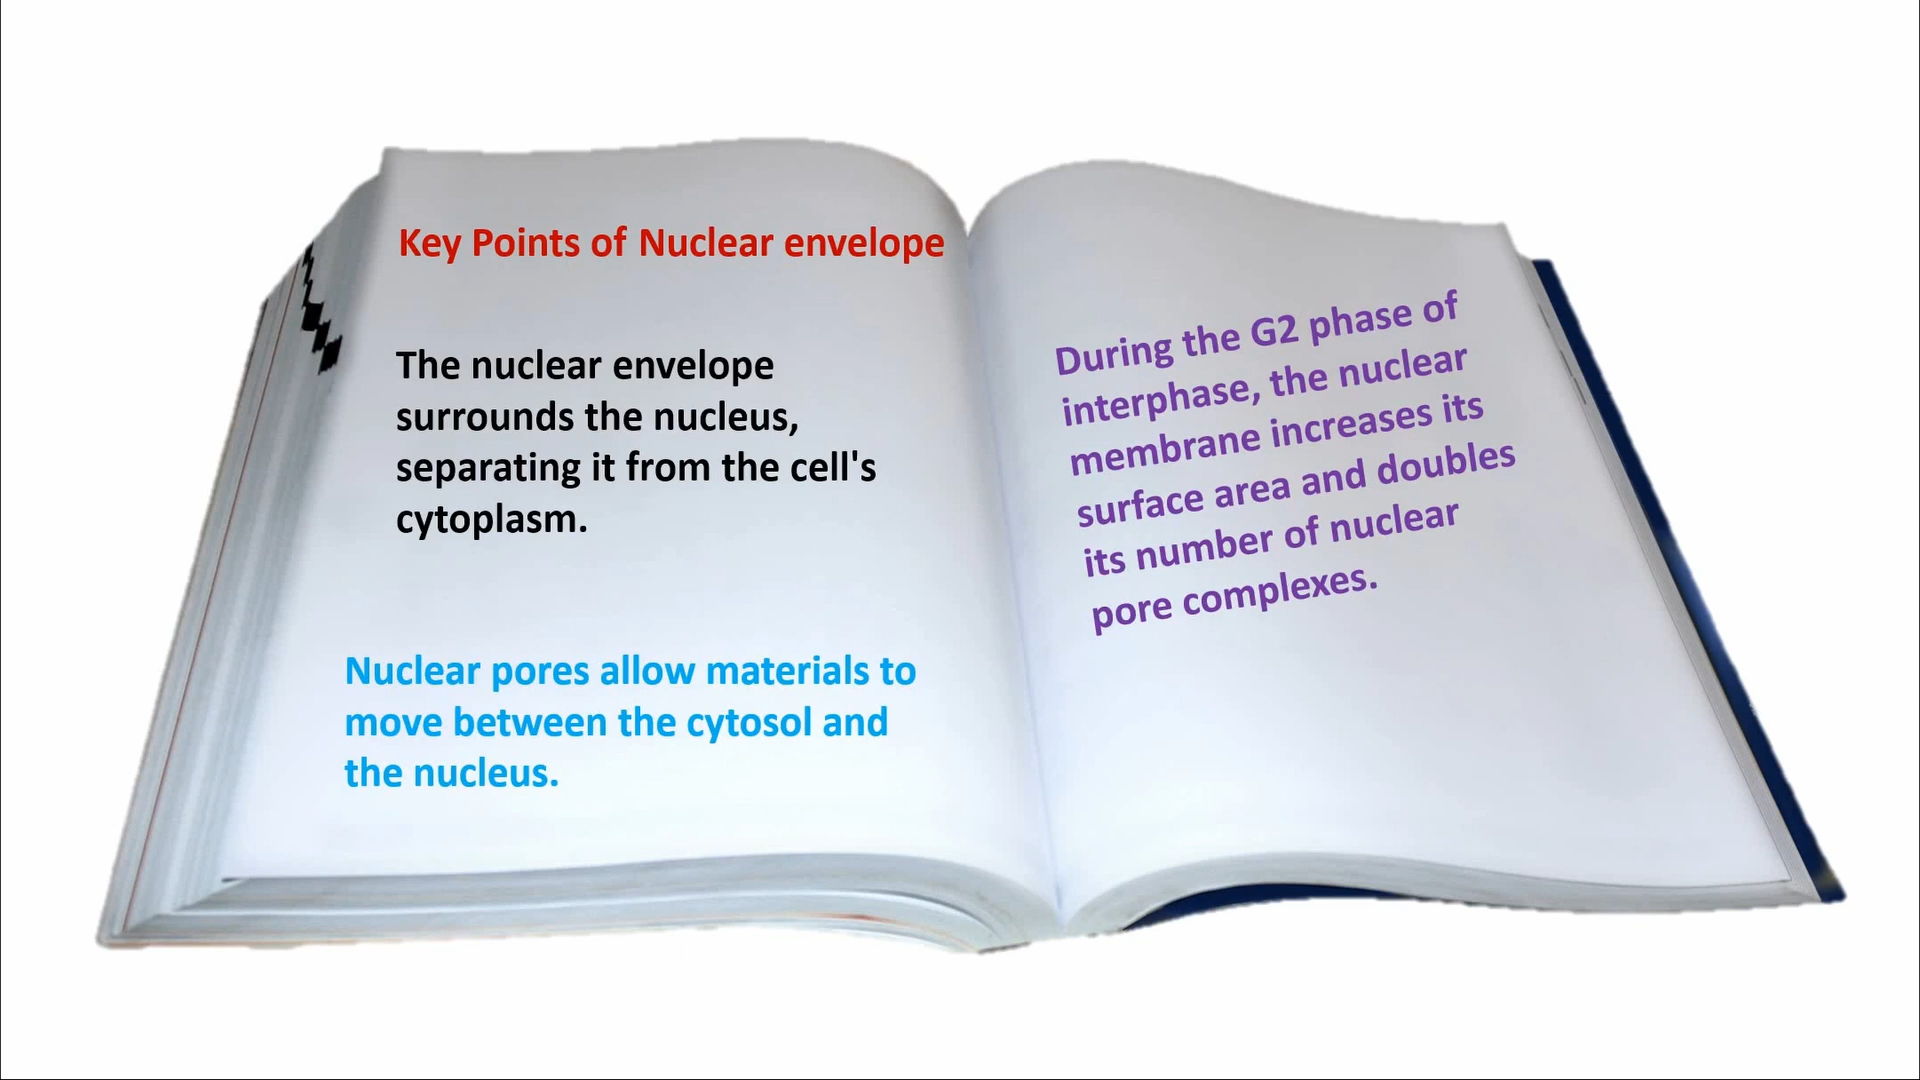 Key Points of Nuclear envelope
The nuclear envelope
surrounds the nucleus,
separating it from the cell's
cytoplasm.
Nuclear pores allow materials to
move between the cytosol and
the nucleus.
During the G2 phase of
interphase, the nuclear
membrane increases its
surface area and doubles
its number of nuclear
pore complexes.